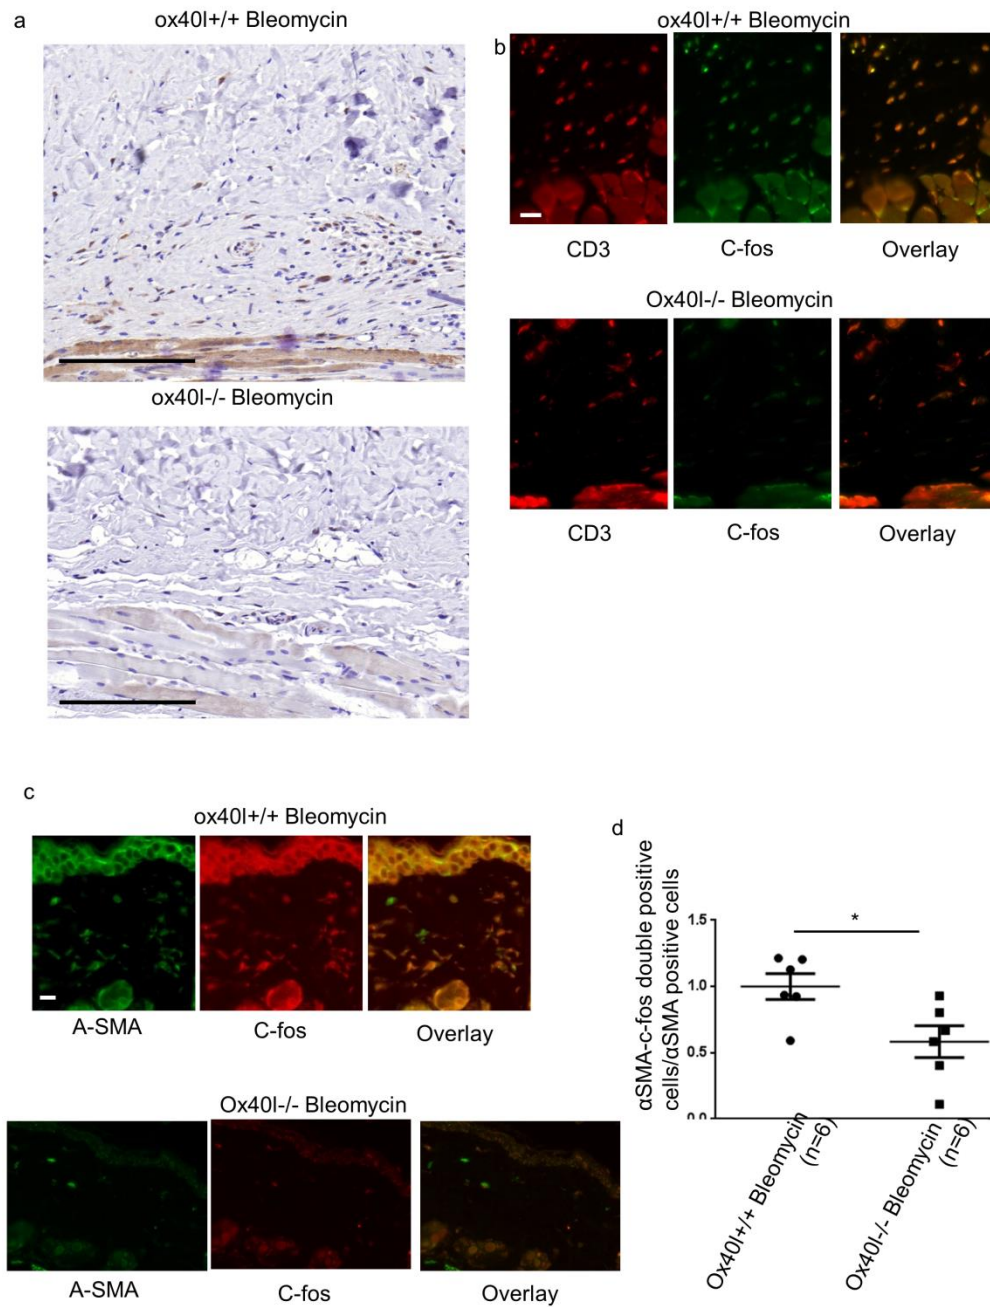 a
ox40l+/+ Bleomycin
ox40l-/- Bleomycin
b
ox40l+/+ Bleomycin
CD3
C-fos
Overlay
Ox40l-/- Bleomycin
CD3
C-fos
Overlay
c
ox40l+/+ Bleomycin
A-SMA
C-fos
Overlay
Ox40l-/- Bleomycin
A-SMA
C-fos
Overlay
d
αSMA-c-fos double positive
cells/αSMA positive cells
1.5
1.0
0.5
0.0
*
Ox40l+/+ Bleomycin
(n=6)
Ox40l-/- Bleomycin
(n=6)